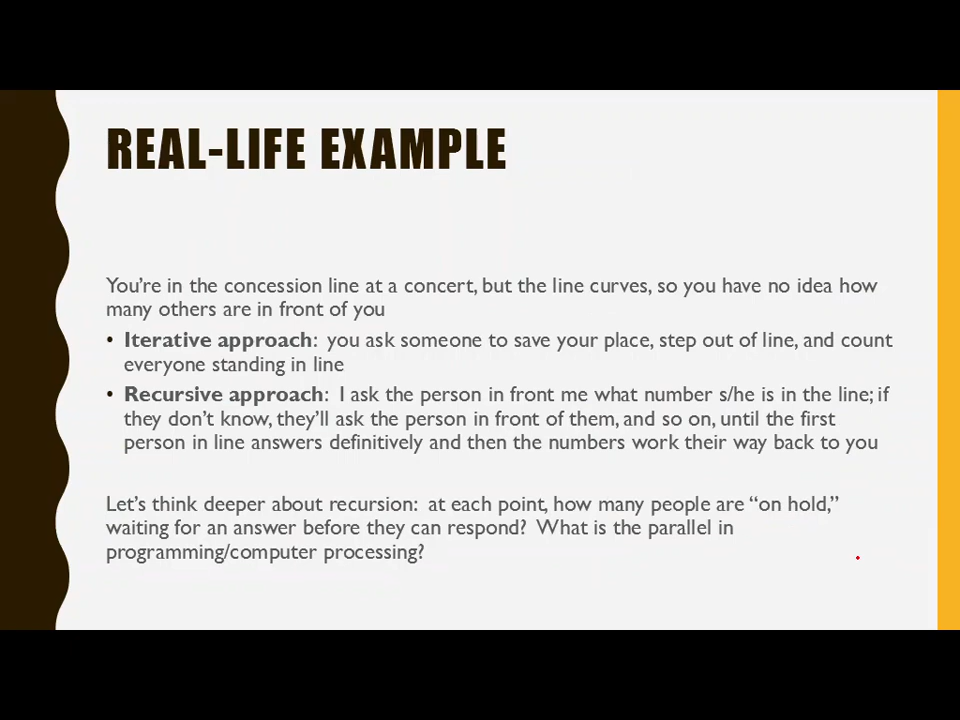 REAL-LIFE EXAMPLE
You’re in the concession line at a concert, but the line curves, so you have no idea how
many others are in front of you
• Iterative approach:  you ask someone to save your place, step out of line, and count
everyone standing in line
• Recursive approach:  I ask the person in front me what number s/he is in the line; if
they don’t know, they’ll ask the person in front of them, and so on, until the first
person in line answers definitively and then the numbers work their way back to you
Let’s think deeper about recursion:  at each point, how many people are “on hold,”
waiting for an answer before they can respond?  What is the parallel in
programming/computer processing?